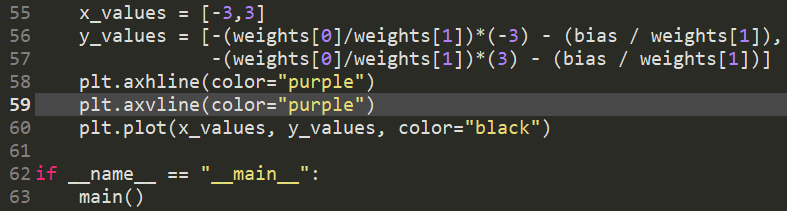 55 x_values = [-3,3]
56 y_values = [-(weights[0]/weights[1])*(-3) - (bias / weights[1]),
57 -(weights[0]/weights[1])*(3) - (bias / weights[1])]
58 plt.axhline(color="purple")
59 plt.axvline(color="purple")
60 plt.plot(x_values, y_values, color="black")
61
62 if __name__ == "__main__":
63 main()